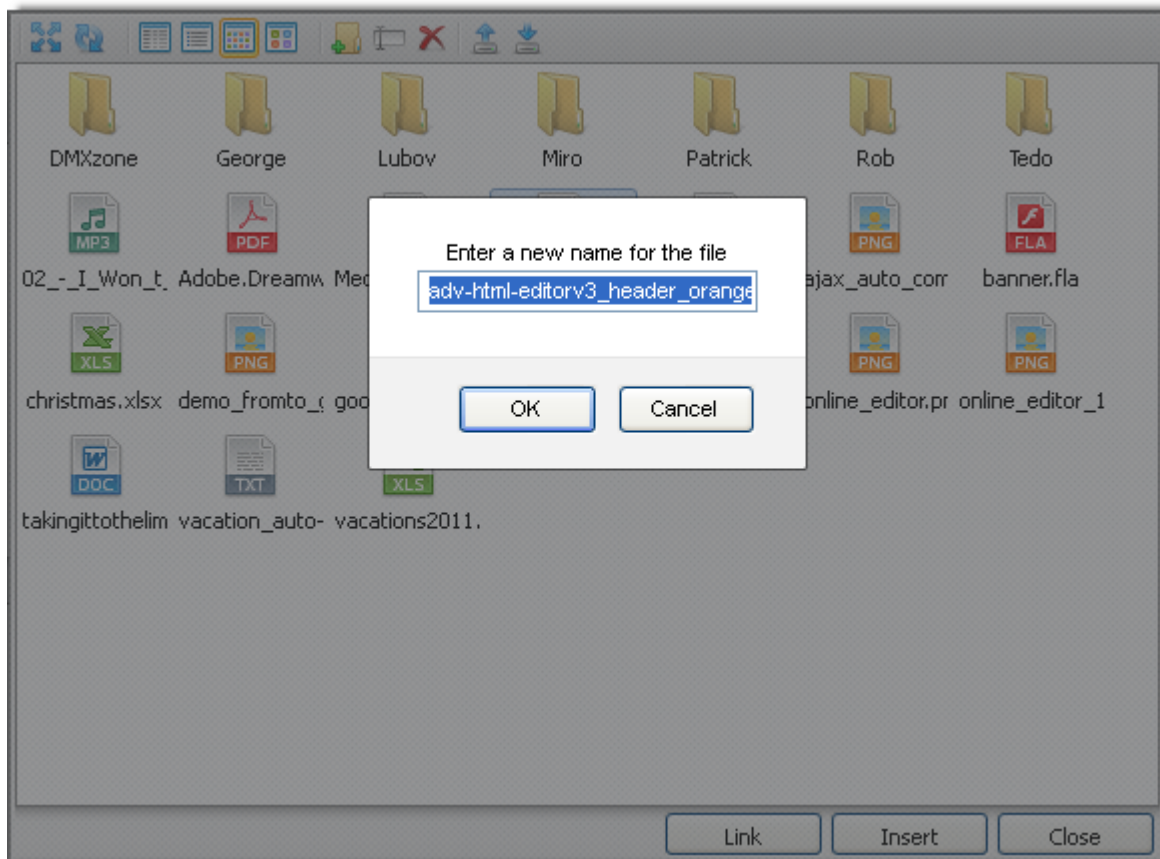 DMXzone George Lubov Miro Patrick Rob Tedo
MP3 PDF PNG FLA
02_-_I_Won_t_ Adobe.Dreamw Med ajax_auto_com banner.fla
Enter a new name for the file
adv-html-editorv3_header_orange
XLS PNG PNG PNG
christmas.xlsx demo_fromto_g goo online_editor.pr online_editor_1
OK Cancel
DOC TXT XLS
takingittothelim vacation_auto- vacations2011.
Link Insert Close